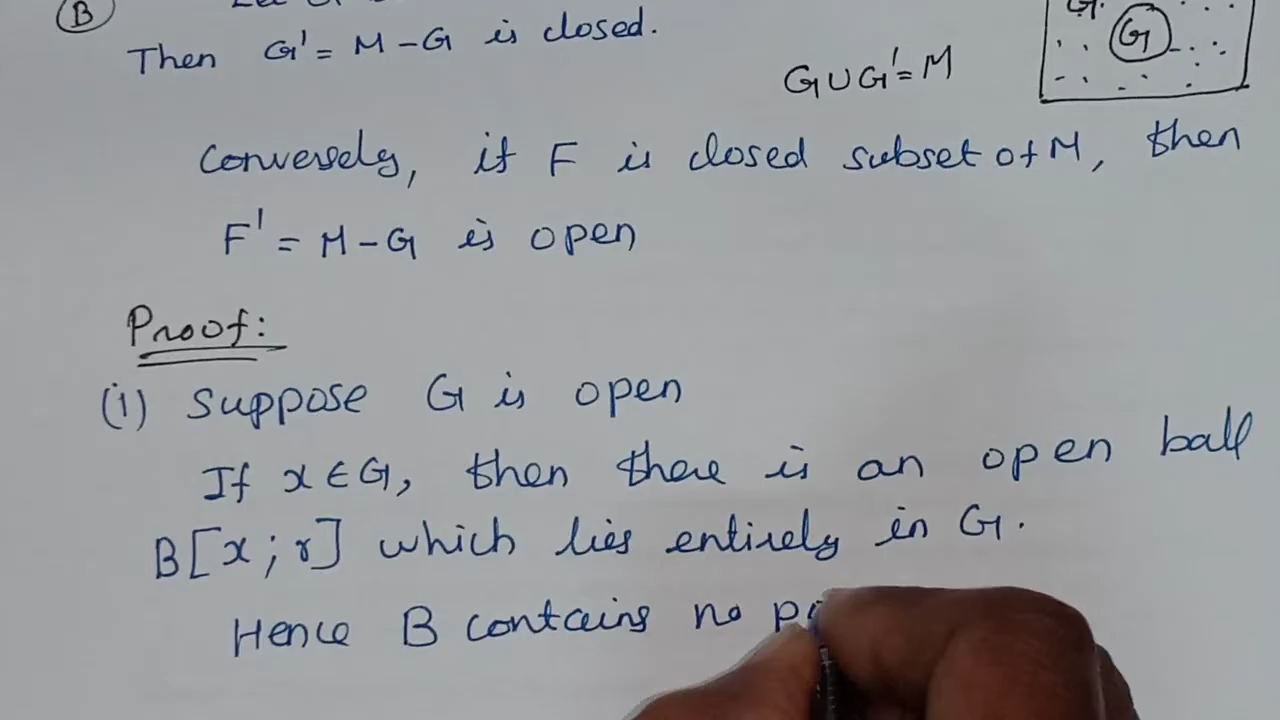 B
Then G' = M - G is closed.
G'
G
G ∪ G' = M
Conversely, if F is closed subset of M, then
F' = M - G is open
Proof:
(i) Suppose G is open
If x ∈ G, then there is an open ball
B[x; r] which lies entirely in G.
Hence B contains no